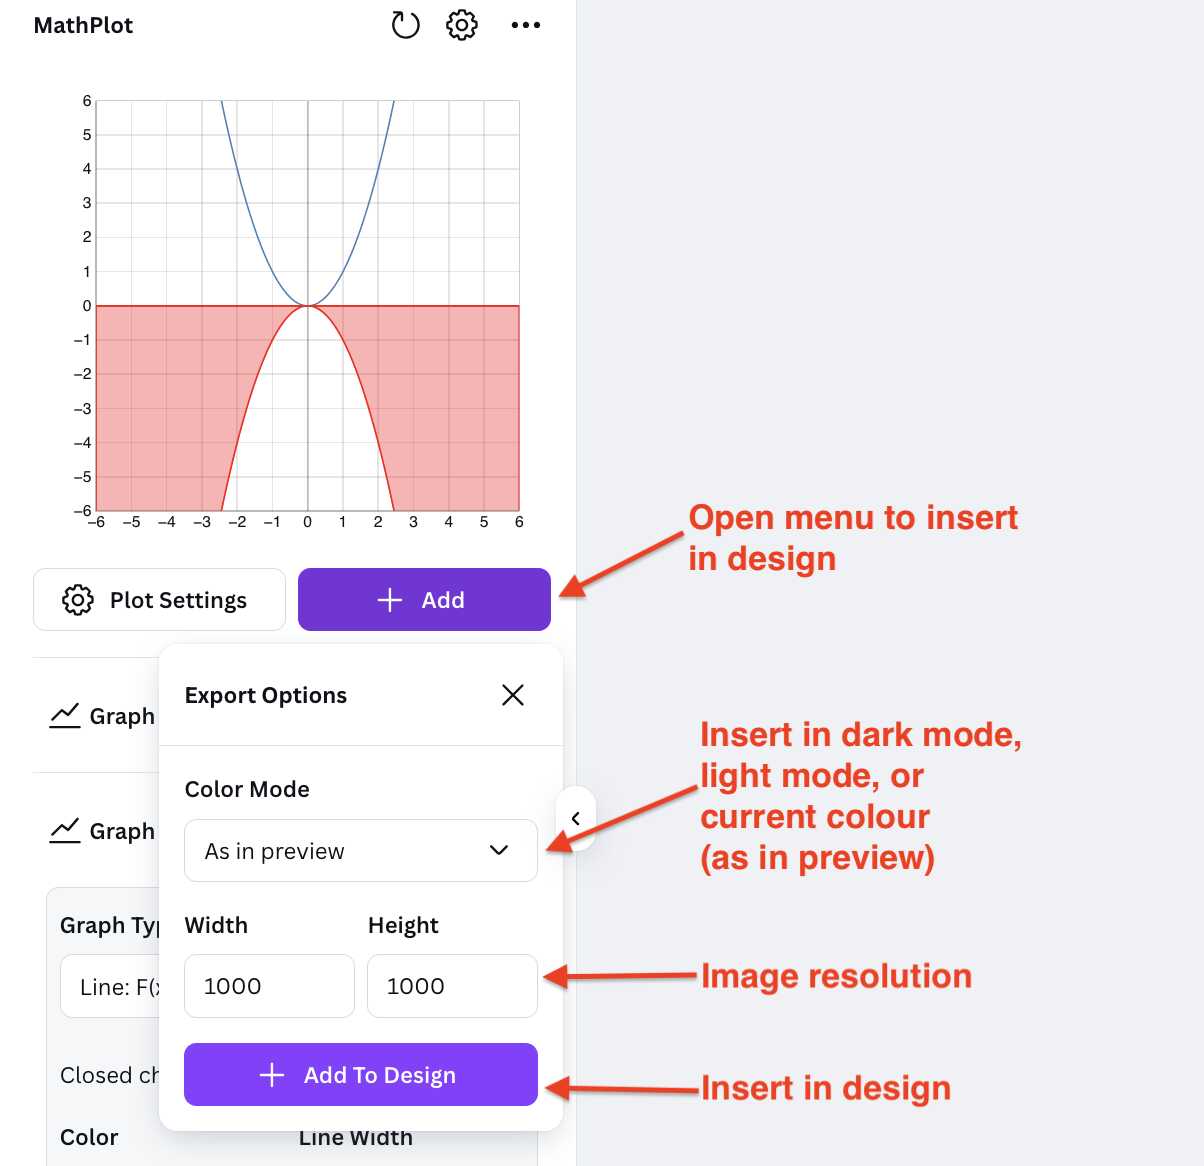 MathPlot
6
5
4
3
2
1
0
−1
−2
−3
−4
−5
−6
−6 −5 −4 −3 −2 −1 0 1 2 3 4 5 6
Open menu to insert
in design
Plot Settings
Add
Export Options
Graph
Insert in dark mode,
light mode, or
current colour
(as in preview)
Color Mode
Graph
As in preview
Graph Typ
Width Height
Line: F(x
1000 1000
Image resolution
Closed ch
Add To Design
Insert in design
Color Line Width